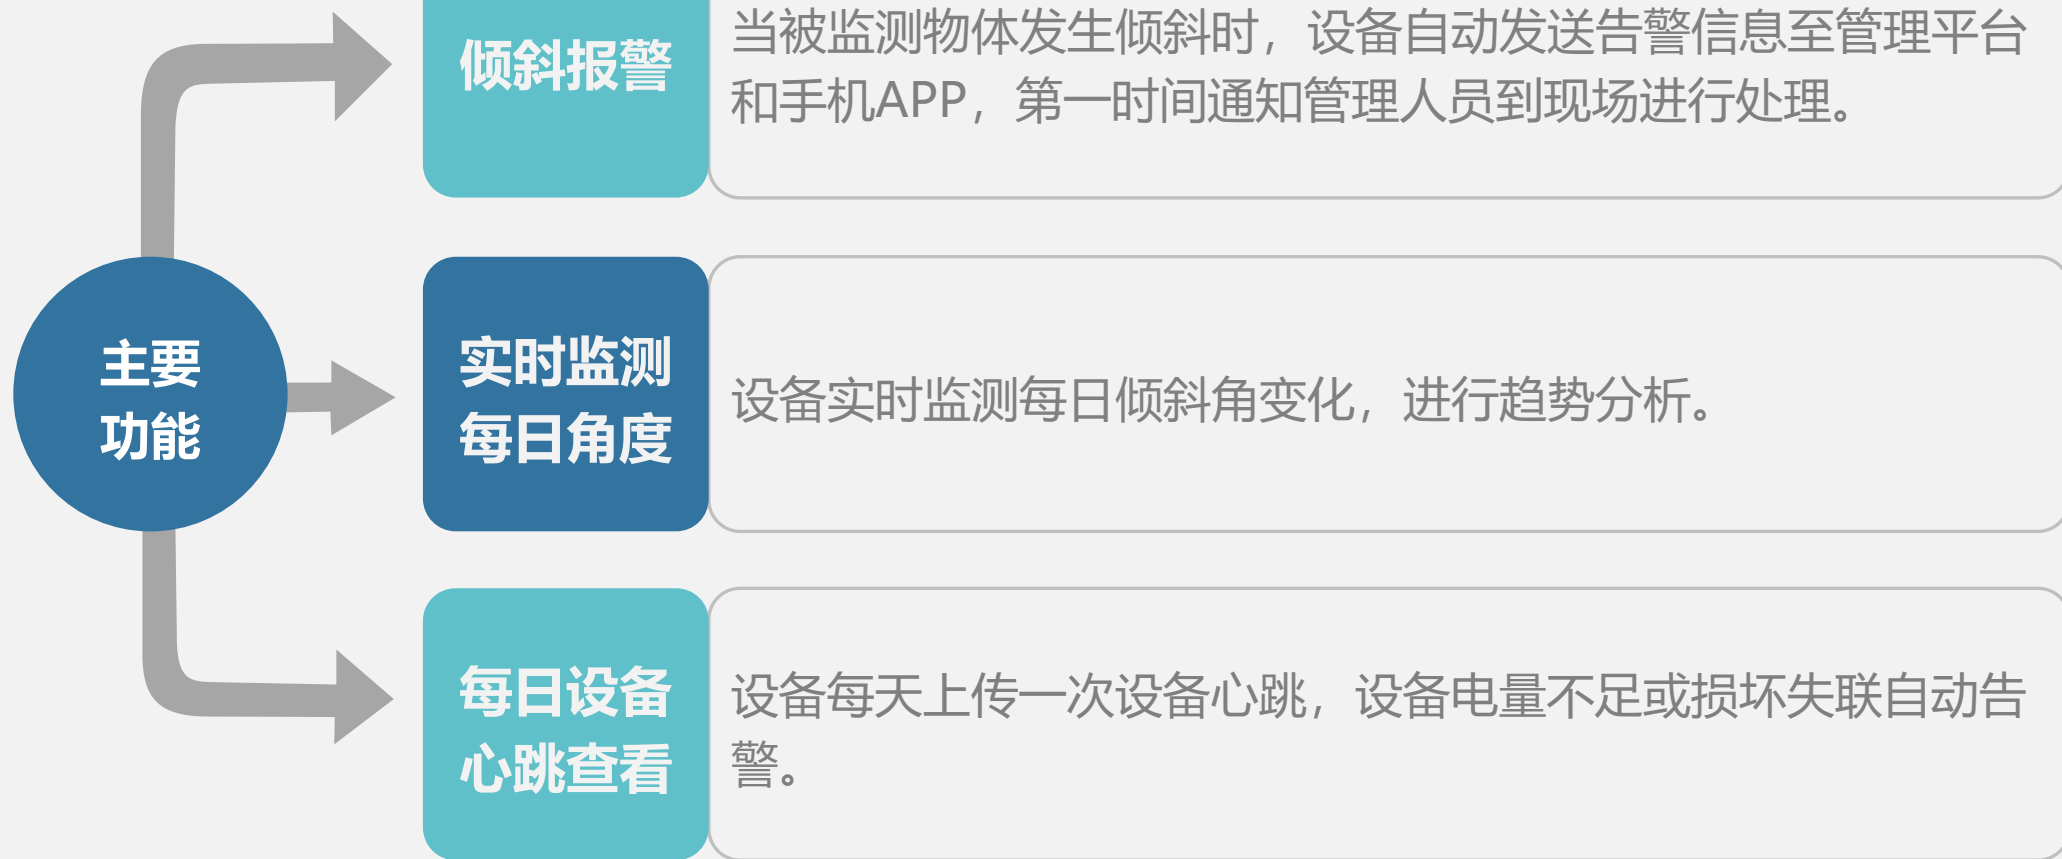 倾斜报警
当被监测物体发生倾斜时，设备自动发送告警信息至管理平台
和手机APP，第一时间通知管理人员到现场进行处理。
主要
功能
实时监测
每日角度
设备实时监测每日倾斜角变化，进行趋势分析。
每日设备
心跳查看
设备每天上传一次设备心跳，设备电量不足或损坏失联自动告
警。